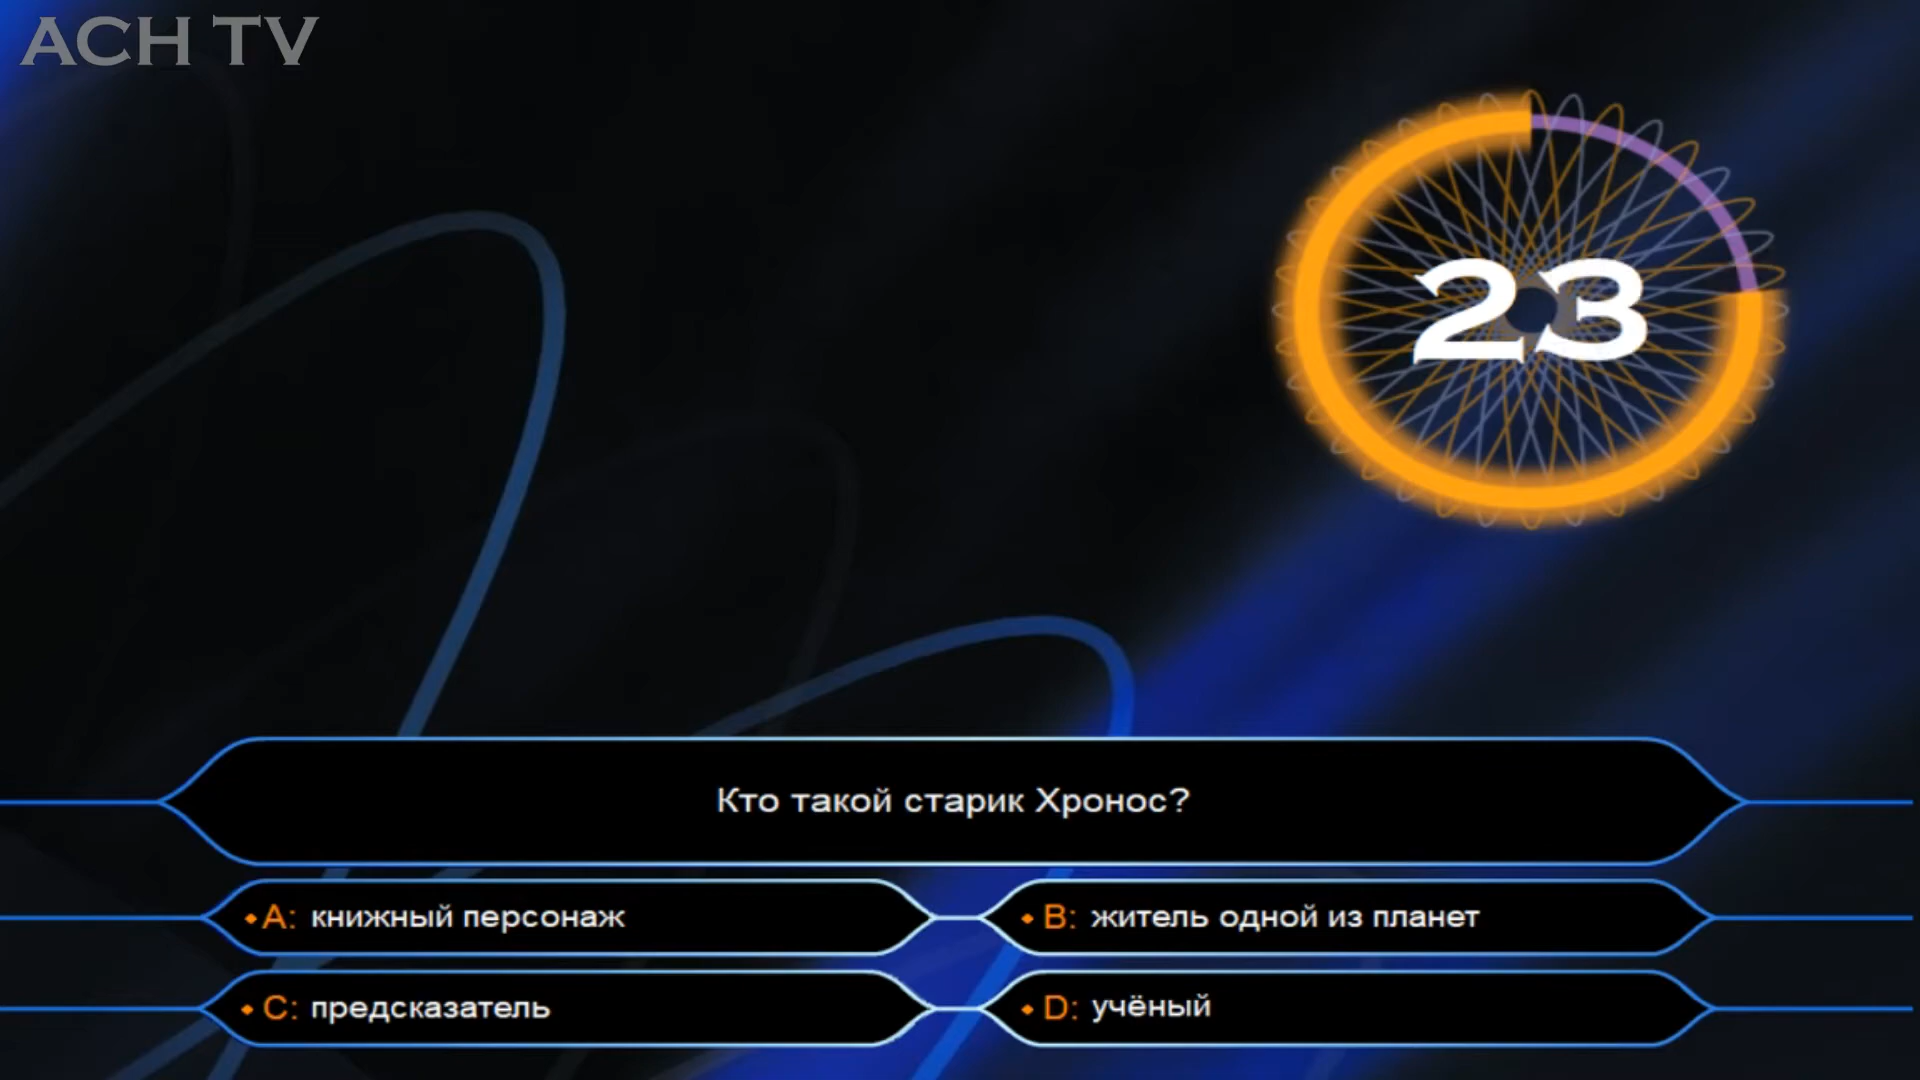 ACH TV
23
Кто такой старик Хронос?
A: книжный персонаж
B: житель одной из планет
C: предсказатель
D: учёный